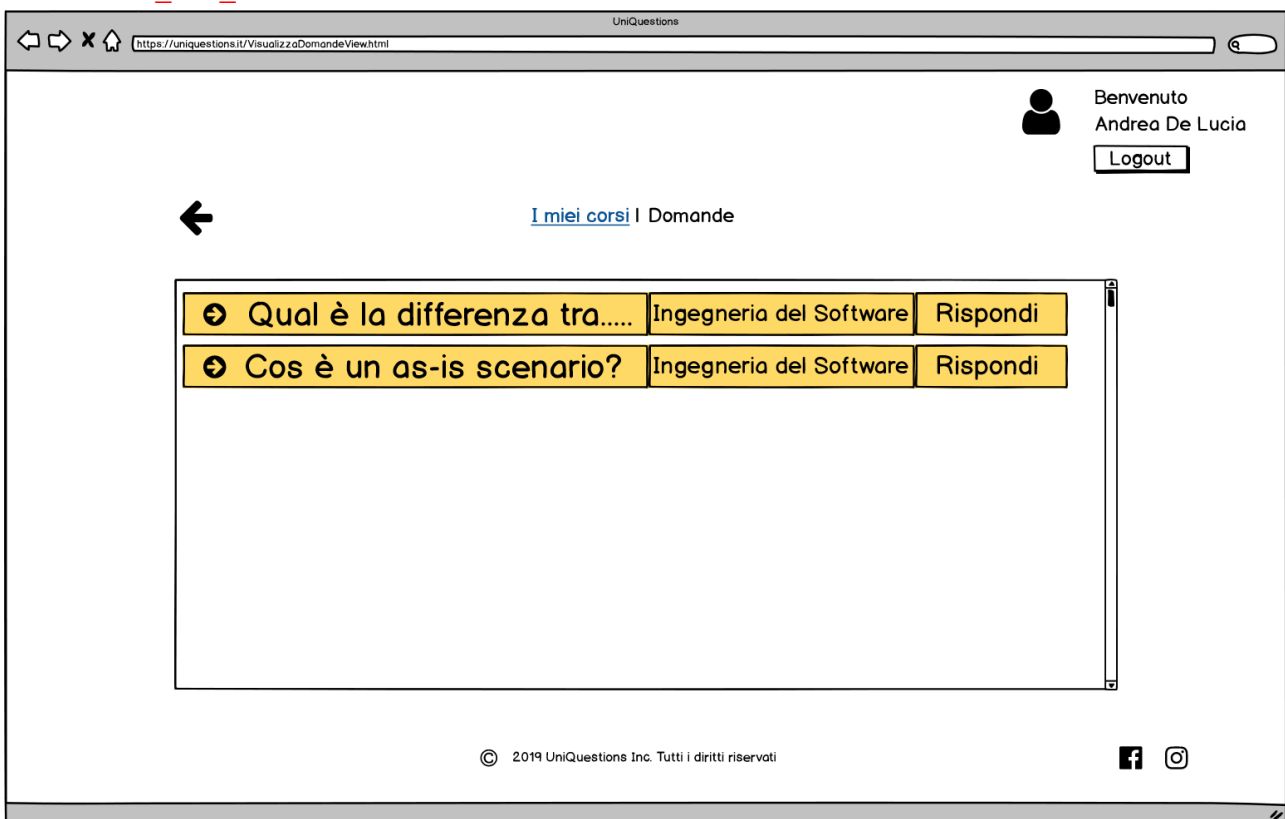 UniQuestions
https://uniquestions.it/VisualizzaDomandeView.html
Benvenuto
Andrea De Lucia
Logout
I miei corsi | Domande
Qual è la differenza tra..... Ingegneria del Software Rispondi
Cos è un as-is scenario? Ingegneria del Software Rispondi
© 2019 UniQuestions Inc. Tutti i diritti riservati